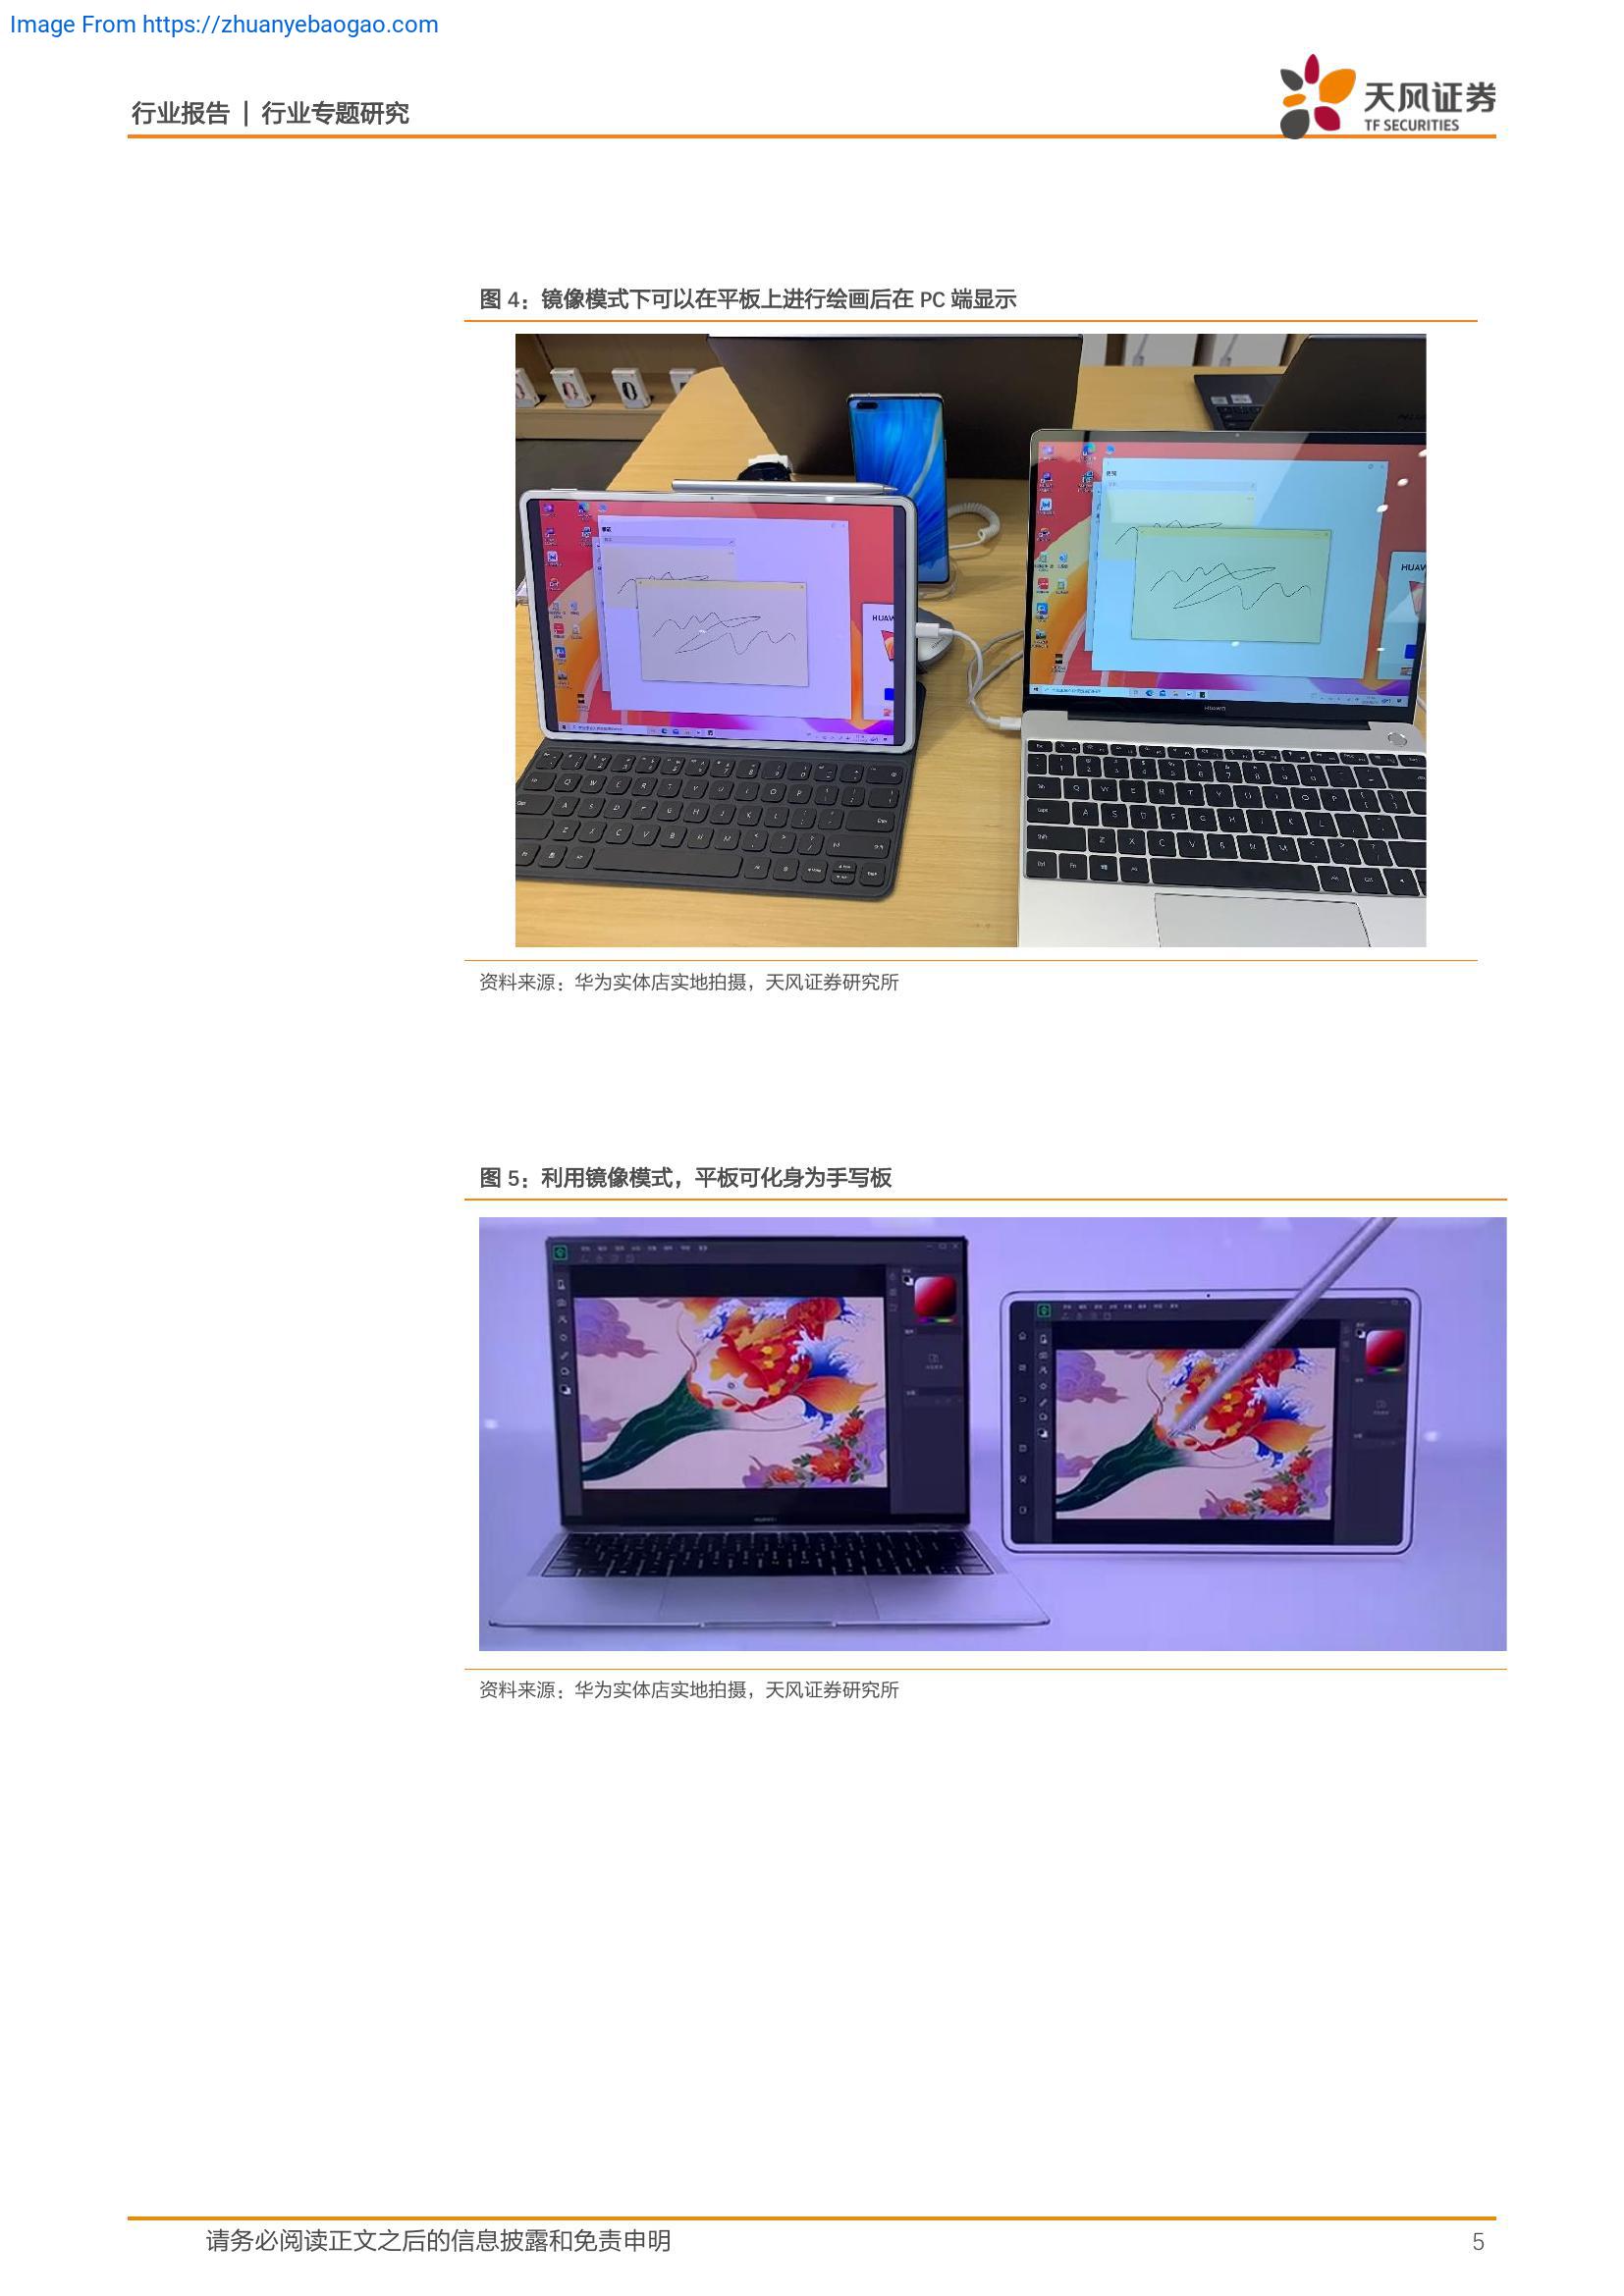 Image From https://zhuanyebaogao.com
行业报告 | 行业专题研究
天风证券
TF SECURITIES
图 4：镜像模式下可以在平板上进行绘画后在 PC 端显示
HUAW
HUAW
HUAWEI
资料来源：华为实体店实地拍摄，天风证券研究所
图 5：利用镜像模式，平板可化身为手写板
HUAWEI
资料来源：华为实体店实地拍摄，天风证券研究所
请务必阅读正文之后的信息披露和免责申明
5